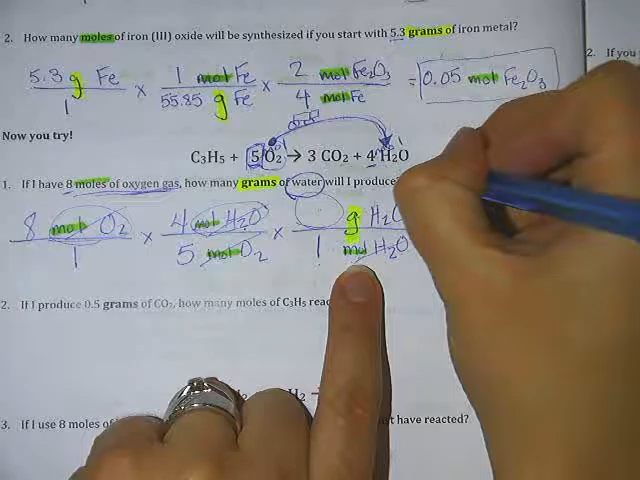 2. How many moles of iron (III) oxide will be synthesized if you start with 5.3 grams of iron metal?
5.3 g Fe / 1 × 1 mol Fe / 55.85 g Fe × 2 mol Fe₂O₃ / 4 mol Fe = 0.05 mol Fe₂O₃
2. If you
Now you try!
C₃H₅ + 5 O₂ → 3 CO₂ + 4 H₂O
1. If I have 8 moles of oxygen gas, how many grams of water will I produce
8 mol O₂ / 1 × 4 mol H₂O / 5 mol O₂ × g H₂O / 1 mol H₂O
2. If I produce 0.5 grams of CO₂, how many moles of C₃H₅
H₂ →
3. If I use 8 moles of have reacted?